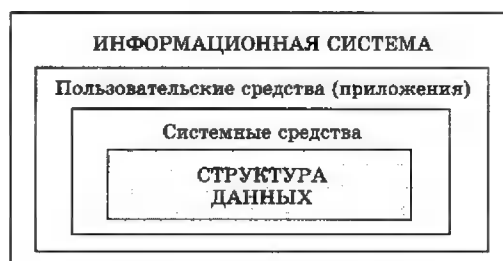 ИНФОРМАЦИОННАЯ СИСТЕМА
Пользовательские средства (приложения)
Системные средства
СТРУКТУРА
ДАННЫХ